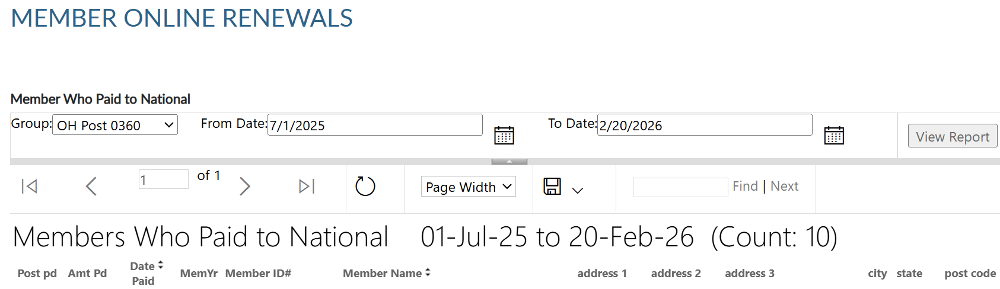 MEMBER ONLINE RENEWALS
Member Who Paid to National
Group: OH Post 0360 From Date: 7/1/2025 To Date: 2/20/2026 View Report
1 of 1 Page Width Find | Next
Members Who Paid to National 01-Jul-25 to 20-Feb-26 (Count: 10)
Post pd Amt Pd Date Paid MemYr Member ID# Member Name address 1 address 2 address 3 city state post code